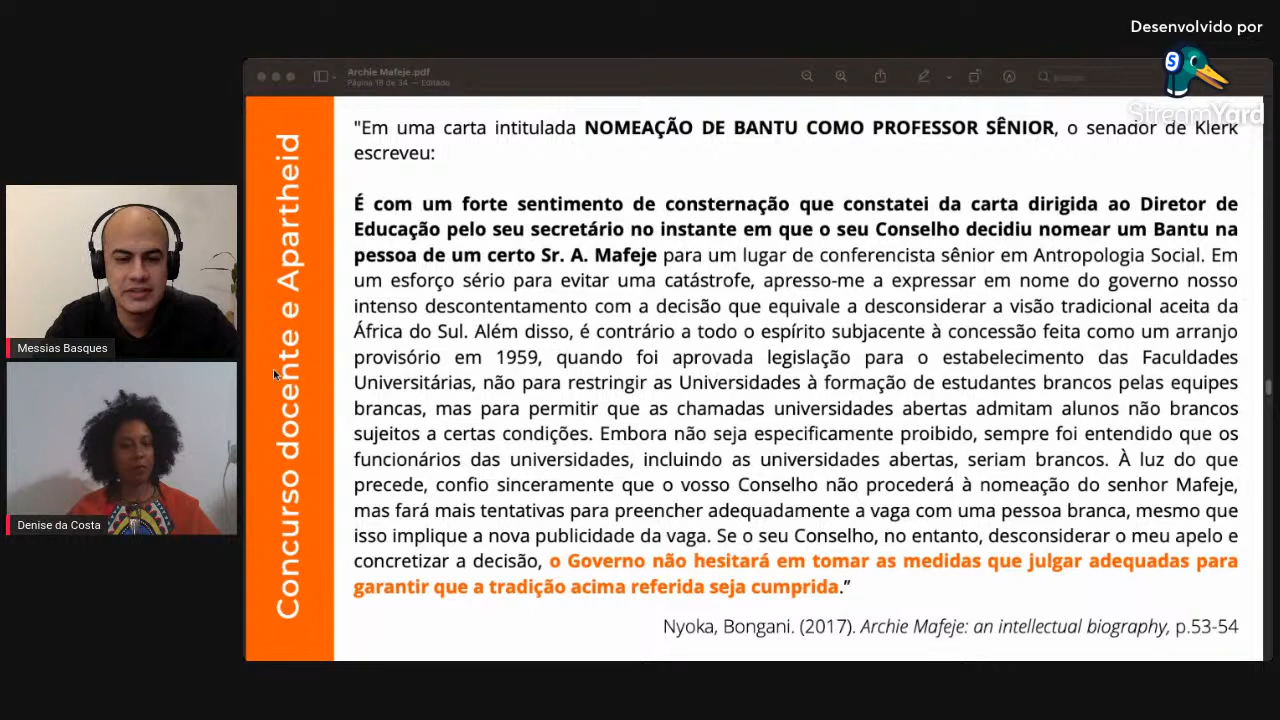 Desenvolvido por
S
StreamYard
Archie Mafeje.pdf
Página 18 de 34 — Editado
Concurso docente e Apartheid
"Em uma carta intitulada NOMEAÇÃO DE BANTU COMO PROFESSOR SÊNIOR, o senador de Klerk
escreveu:
É com um forte sentimento de consternação que constatei da carta dirigida ao Diretor de
Educação pelo seu secretário no instante em que o seu Conselho decidiu nomear um Bantu na
pessoa de um certo Sr. A. Mafeje para um lugar de conferencista sênior em Antropologia Social. Em
um esforço sério para evitar uma catástrofe, apresso-me a expressar em nome do governo nosso
intenso descontentamento com a decisão que equivale a desconsiderar a visão tradicional aceita da
África do Sul. Além disso, é contrário a todo o espírito subjacente à concessão feita como um arranjo
provisório em 1959, quando foi aprovada legislação para o estabelecimento das Faculdades
Universitárias, não para restringir as Universidades à formação de estudantes brancos pelas equipes
brancas, mas para permitir que as chamadas universidades abertas admitam alunos não brancos
sujeitos a certas condições. Embora não seja especificamente proibido, sempre foi entendido que os
funcionários das universidades, incluindo as universidades abertas, seriam brancos. À luz do que
precede, confio sinceramente que o vosso Conselho não procederá à nomeação do senhor Mafeje,
mas fará mais tentativas para preencher adequadamente a vaga com uma pessoa branca, mesmo que
isso implique a nova publicidade da vaga. Se o seu Conselho, no entanto, desconsiderar o meu apelo e
concretizar a decisão, o Governo não hesitará em tomar as medidas que julgar adequadas para
garantir que a tradição acima referida seja cumprida.”
Nyoka, Bongani. (2017). Archie Mafeje: an intellectual biography, p.53-54
Messias Basques
Denise da Costa